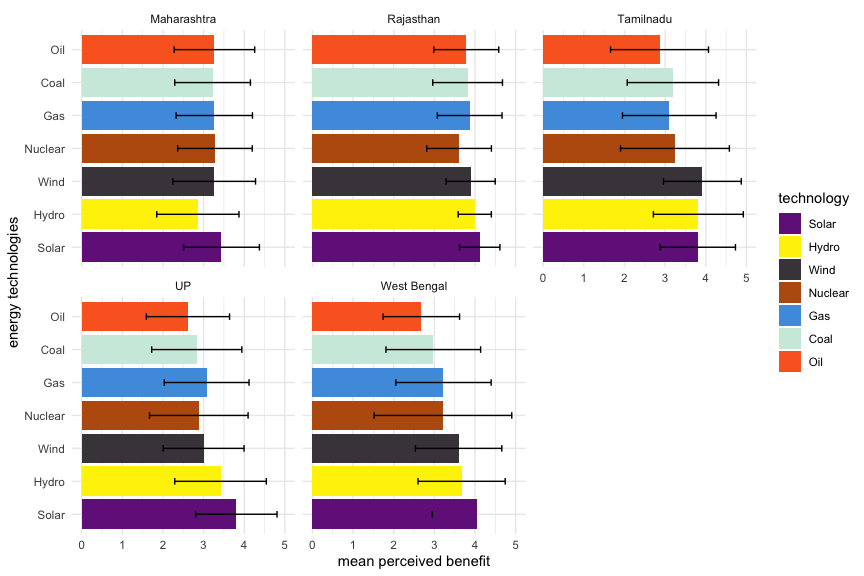 Maharashtra
Rajasthan
Tamilnadu
Oil
Coal
Gas
Nuclear
Wind
Hydro
Solar
0 1 2 3 4 5
UP
West Bengal
Oil
Coal
Gas
Nuclear
Wind
Hydro
Solar
0 1 2 3 4 5
0 1 2 3 4 5
mean perceived benefit
energy technologies
technology
Solar
Hydro
Wind
Nuclear
Gas
Coal
Oil